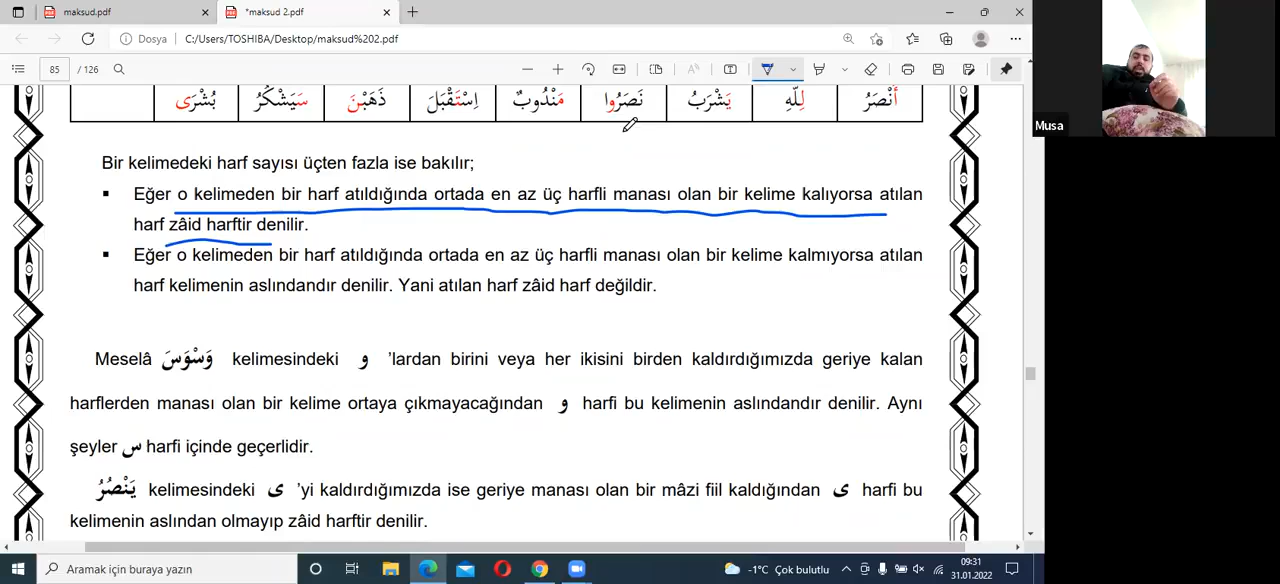 maksud.pdf
*maksud 2.pdf
Dosya C:/Users/TOSHIBA/Desktop/maksud%202.pdf
85 / 126
أَنْصَرُ لِلّٰهِ يَشْرَبُ نَصَرُوا مَنْدُوبٌ اِسْتَقْبَلَ ذَهَبْنَ سَيَشْكُرُ بُشْرَى
Bir kelimedeki harf sayısı üçten fazla ise bakılır;
▪ Eğer o kelimeden bir harf atıldığında ortada en az üç harfli manası olan bir kelime kalıyorsa atılan
harf zâid harftir denilir.
▪ Eğer o kelimeden bir harf atıldığında ortada en az üç harfli manası olan bir kelime kalmıyorsa atılan
harf kelimenin aslındandır denilir. Yani atılan harf zâid harf değildir.
Meselâ وَسْوَسَ kelimesindeki و ’lardan birini veya her ikisini birden kaldırdığımızda geriye kalan
harflerden manası olan bir kelime ortaya çıkmayacağından و harfi bu kelimenin aslındandır denilir. Aynı
şeyler س harfi içinde geçerlidir.
يَنْصُرُ kelimesindeki ى ’yi kaldırdığımızda ise geriye manası olan bir mâzi fiil kaldığından ى harfi bu
kelimenin aslından olmayıp zâid harftir denilir.
Musa
Aramak için buraya yazın
-1°C Çok bulutlu
09:31
31.01.2022